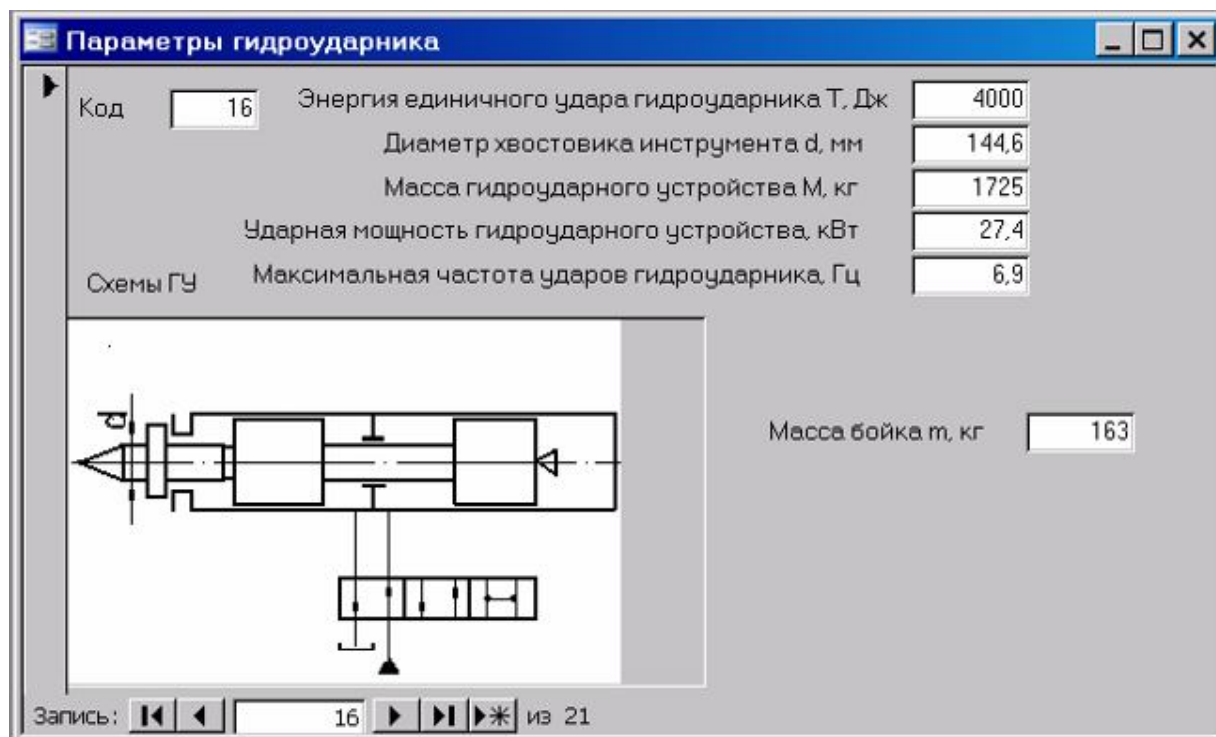 Параметры гидроударника
Код 16 Энергия единичного удара гидроударника Т, Дж 4000
Диаметр хвостовика инструмента d, мм 144,6
Масса гидроударного устройства М, кг 1725
Ударная мощность гидроударного устройства, кВт 27,4
Схемы ГУ Максимальная частота ударов гидроударника, Гц 6,9
d
Масса бойка m, кг 163
Запись: 16 из 21